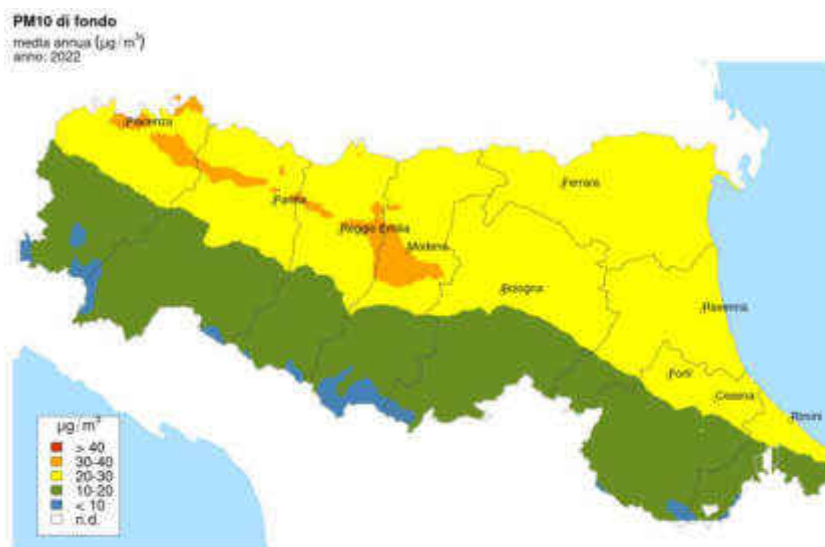 PM10 di fondo
media annua (µg/m³)
anno: 2022
Piacenza
Parma
Reggo Emilia
Modena
Ferrara
Bologna
Ravenna
Forlì
Cesena
Rimini
µg/m³
> 40
30-40
20-30
10-20
< 10
n.d.